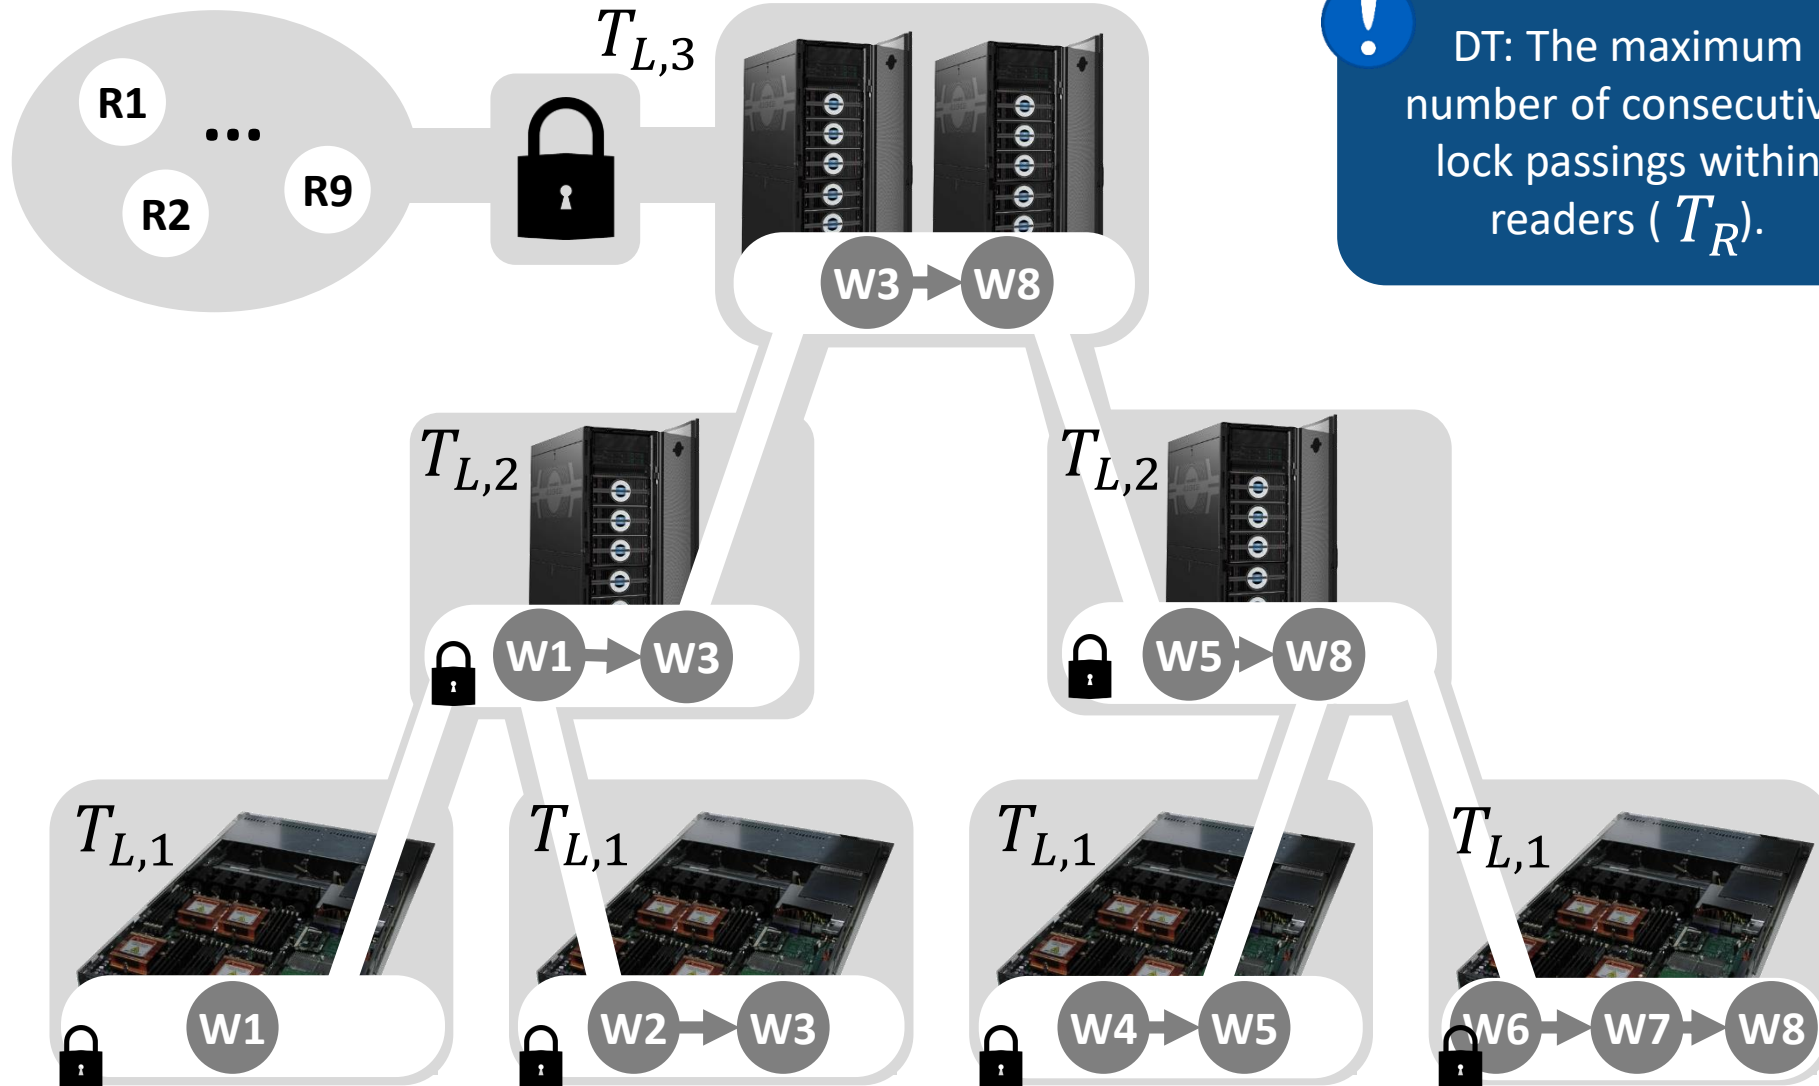 DT: The maximum
number of consecutiv
lock passings within
readers ( T_R).
T_{L,3}
R1
...
R2
R9
W3 W8
T_{L,2}
T_{L,2}
W1 W3
W5 W8
T_{L,1}
T_{L,1}
T_{L,1}
T_{L,1}
W1
W2 W3
W4 W5
W6 W7 W8